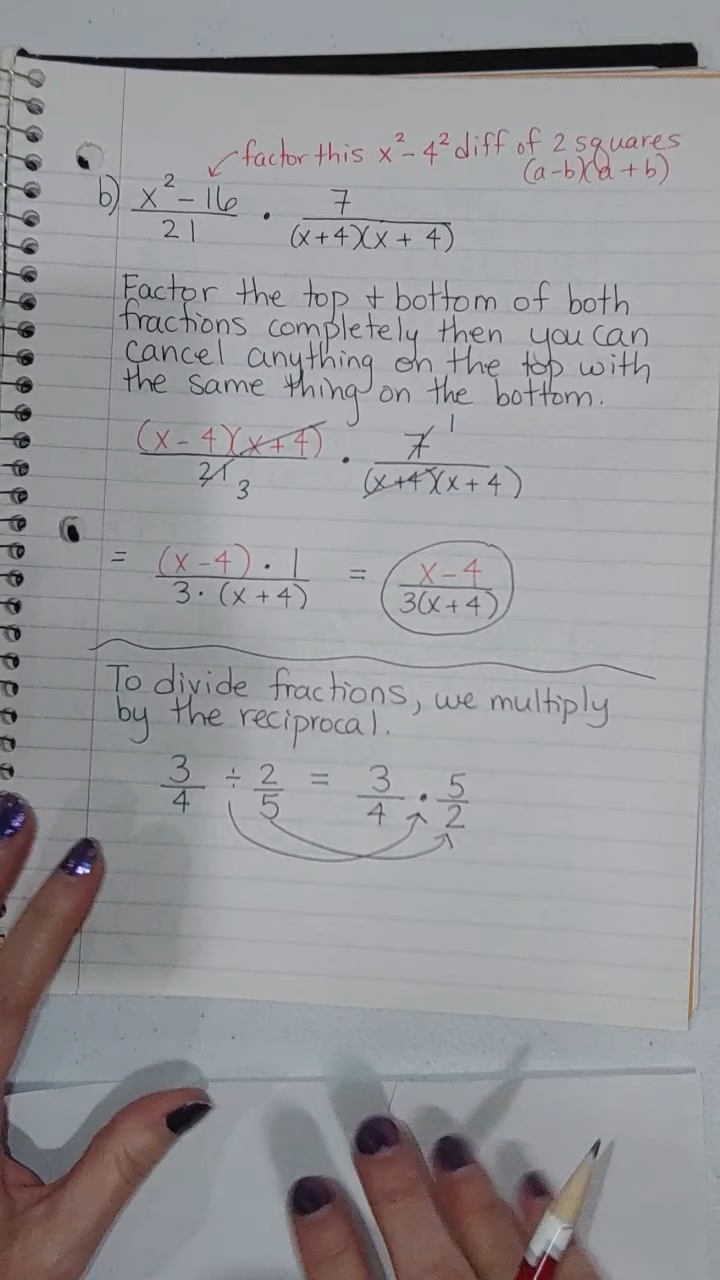 factor this x² – 4² diff of 2 squares
(a-b)(a + b)
b) x² – 16 / 21 · 7 / (x+4)(x + 4)
Factor the top + bottom of both
fractions completely then you can
cancel anything on the top with
the same thing on the bottom.
(x – 4)(x+4) / 21 3 · 7 1 / (x+4)(x + 4)
= (x – 4) · 1 / 3 · (x + 4) = x – 4 / 3(x + 4)
To divide fractions, we multiply
by the reciprocal.
3/4 ÷ 2/5 = 3/4 · 5/2